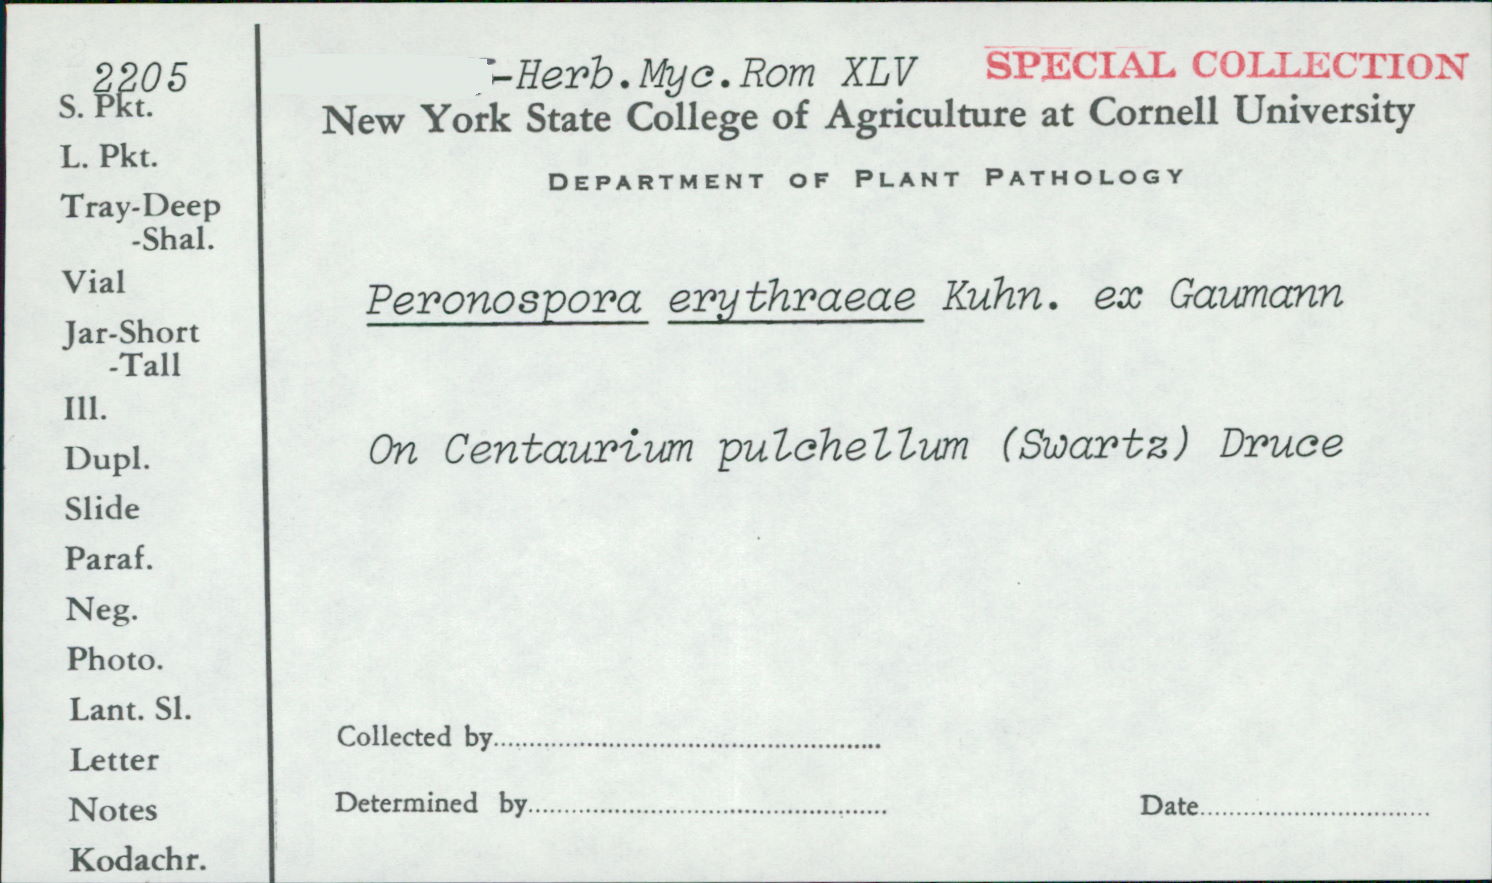 2205
-Herb.Myc.Rom XLV
SPECIAL COLLECTION
New York State College of Agriculture at Cornell University
DEPARTMENT OF PLANT PATHOLOGY
S. Pkt.
L. Pkt.
Tray-Deep
-Shal.
Vial
Jar-Short
-Tall
Ill.
Dupl.
Slide
Paraf.
Neg.
Photo.
Lant. Sl.
Letter
Notes
Kodachr.
Peronospora erythraeae Kuhn. ex Gaumann
On Centaurium pulchellum (Swartz) Druce
Collected by
Determined by
Date